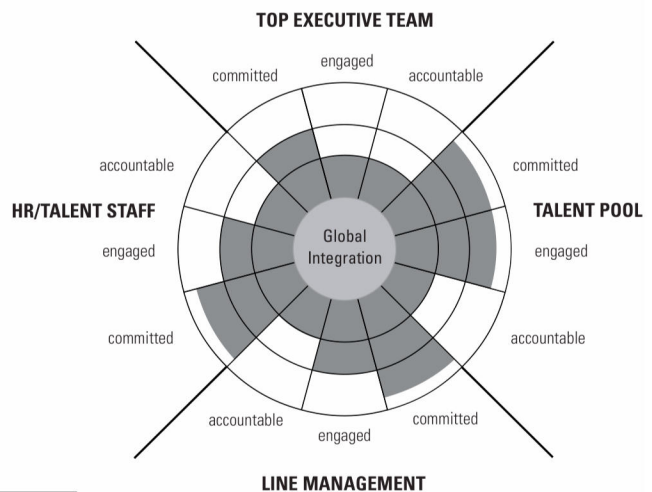 TOP EXECUTIVE TEAM
engaged
committed
accountable
accountable
committed
HR/TALENT STAFF
TALENT POOL
Global
Integration
engaged
engaged
committed
accountable
accountable
committed
engaged
LINE MANAGEMENT